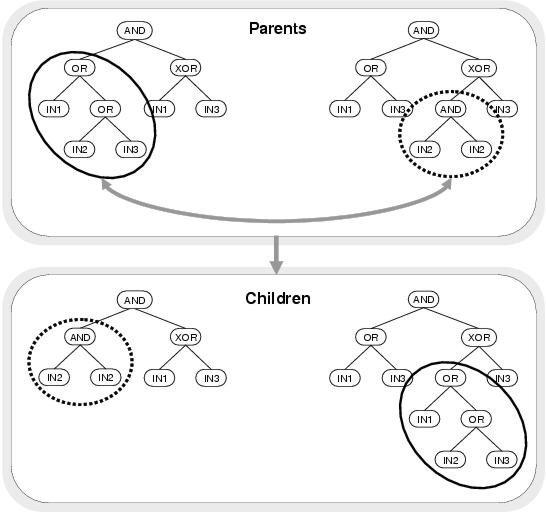 Parents
AND AND
OR XOR OR XOR
IN1 OR IN1 IN3 IN1 IN3 AND IN3
IN2 IN3 IN2 IN2
Children
AND AND
AND XOR OR XOR
IN2 IN2 IN1 IN3 IN1 IN3 OR IN3
IN1 OR
IN2 IN3